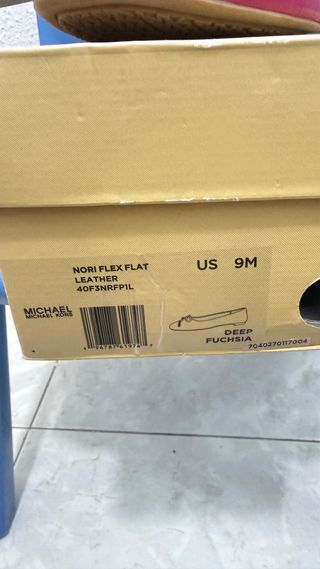 NORI FLEX FLAT
LEATHER
40F3NRFP1L
US 9M
MICHAEL
MICHAEL KORS
DEEP
FUCHSIA
7040270117004